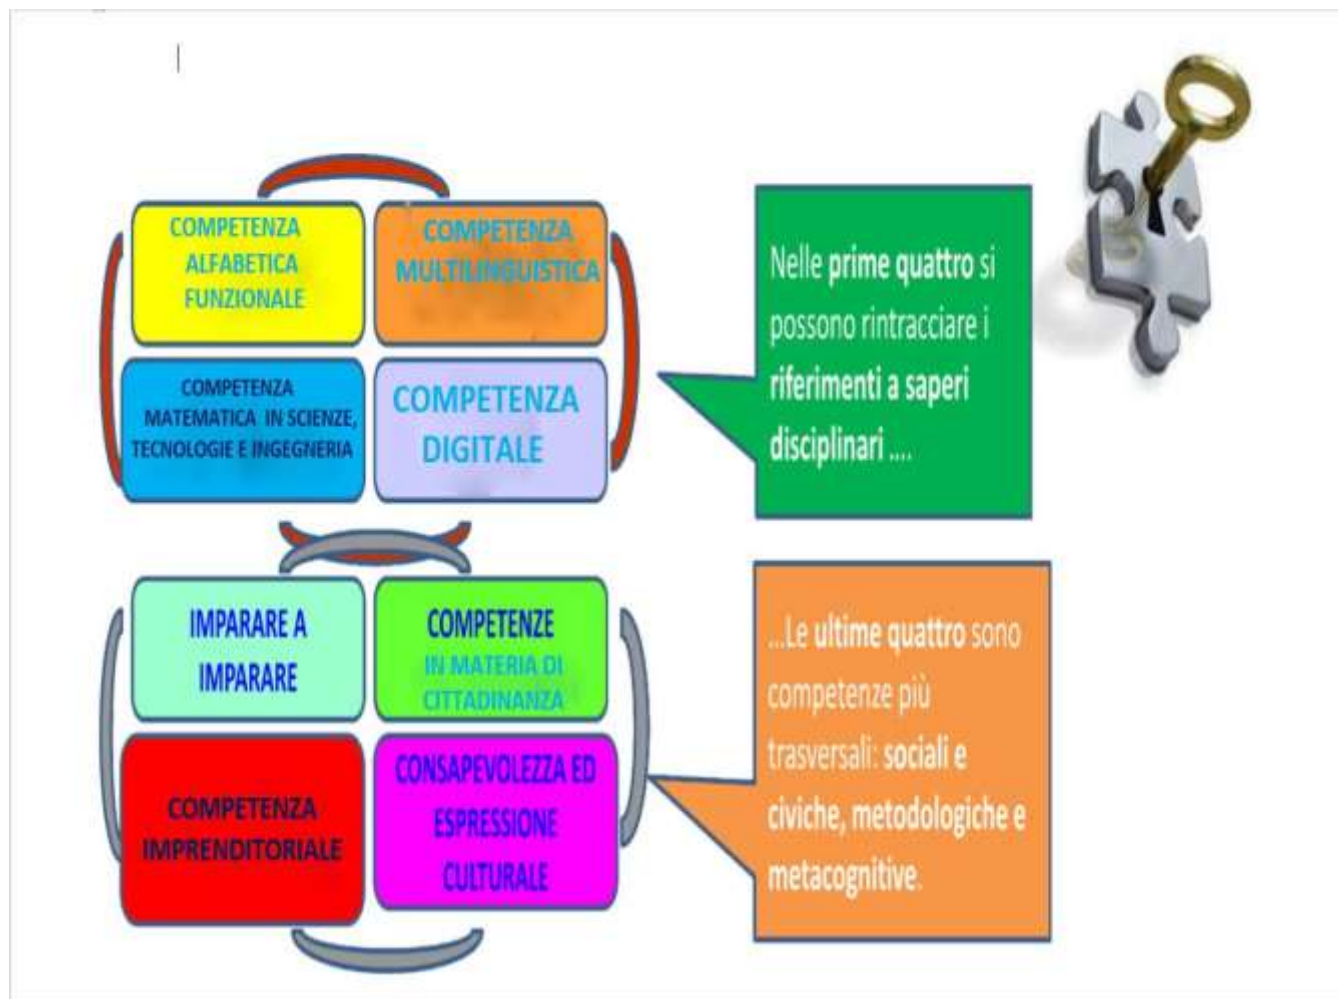 COMPETENZA
ALFABETICA
FUNZIONALE
COMPETENZA
MULTILINGUISTICA
COMPETENZA
MATEMATICA IN SCIENZE,
TECNOLOGIE E INGEGNERIA
COMPETENZA
DIGITALE
Nelle prime quattro si
possono rintracciare i
riferimenti a saperi
disciplinari ....
IMPARARE A
IMPARARE
COMPETENZE
IN MATERIA DI
CITTADINANZA
COMPETENZA
IMPRENDITORIALE
CONSAPEVOLEZZA ED
ESPRESSIONE
CULTURALE
...Le ultime quattro sono
competenze più
trasversali: sociali e
civiche, metodologiche e
metacognitive.